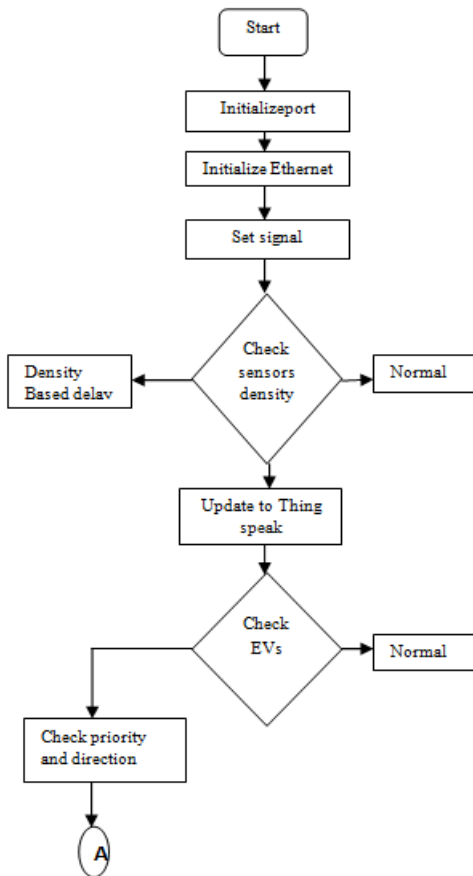 Start
Initializeport
Initialize Ethernet
Set signal
Check
sensors
density
Density
Based delav
Normal
Update to Thing
speak
Check
EVs
Normal
Check priority
and direction
A